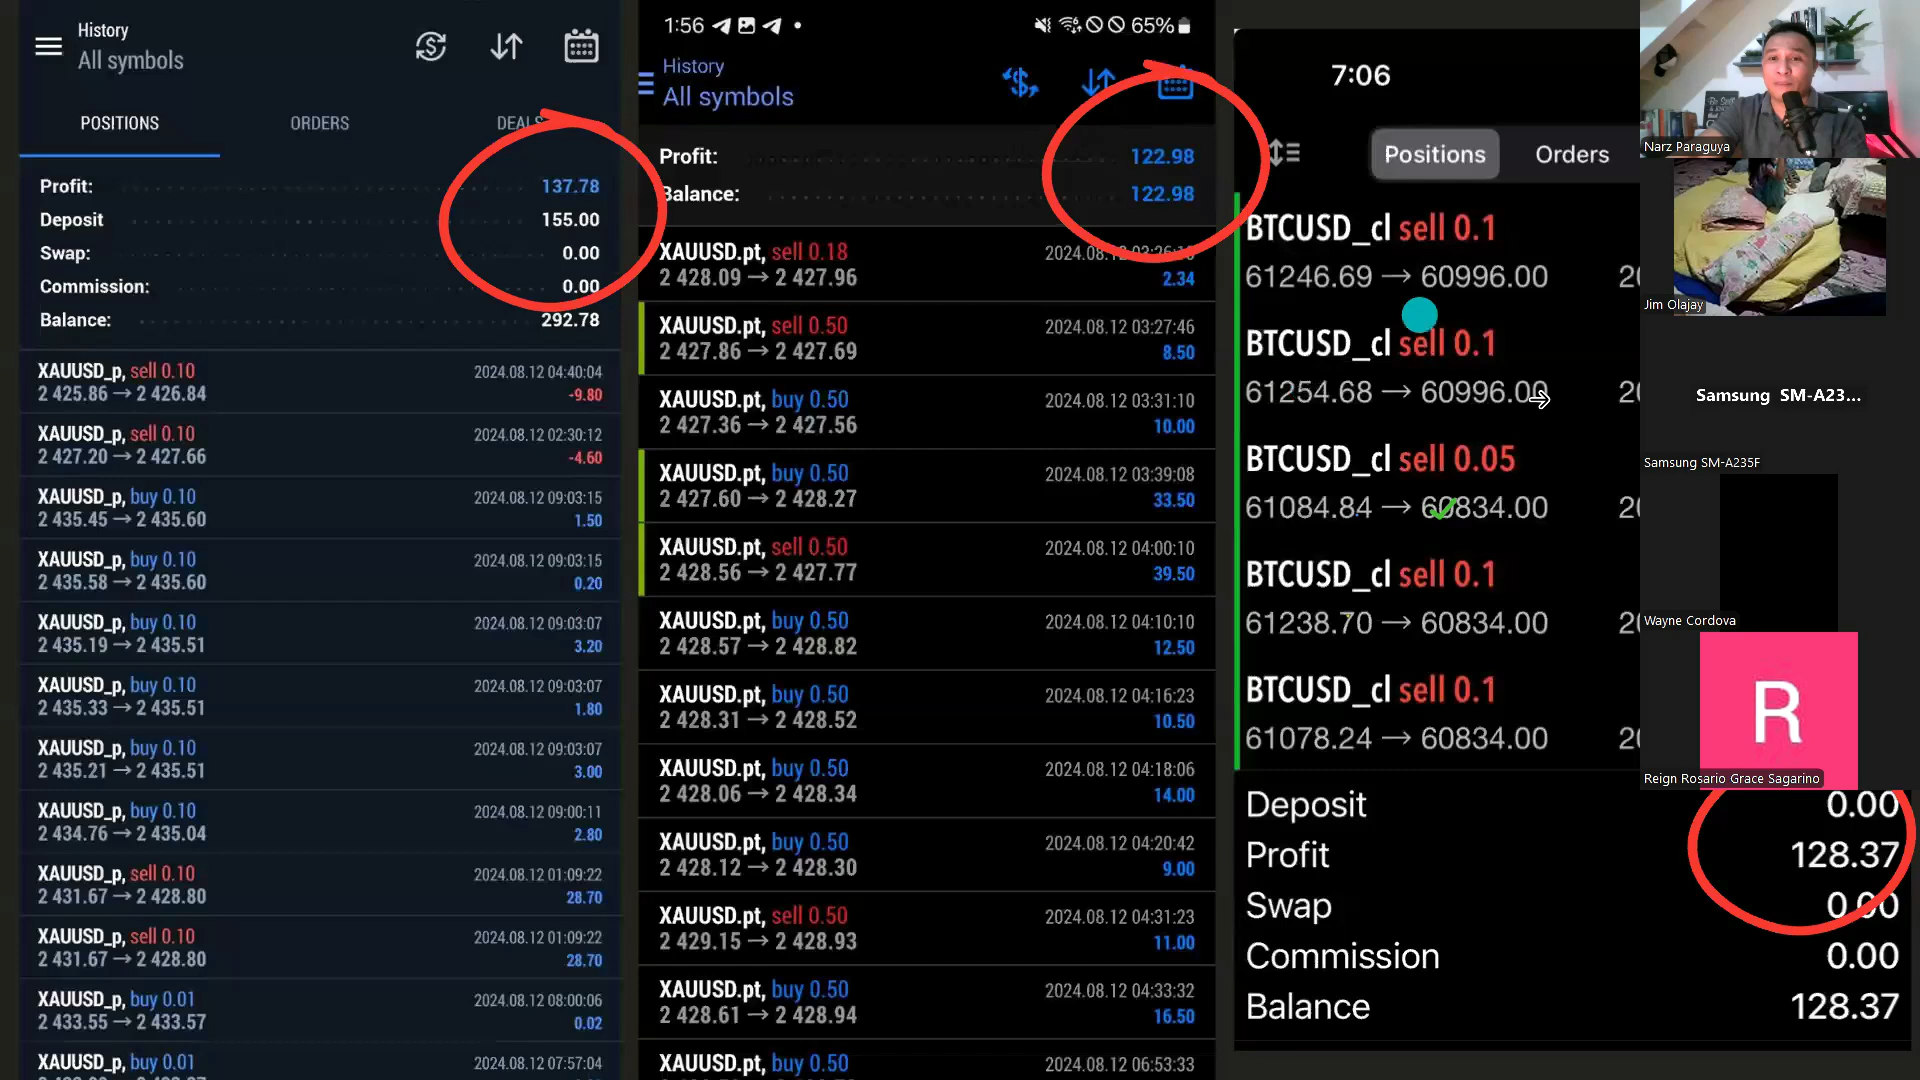 History
All symbols
POSITIONS
ORDERS
DEALS
Profit: 137.78
Deposit 155.00
Swap: 0.00
Commission: 0.00
Balance: 292.78
XAUUSD_p, sell 0.10 2024.08.12 04:40:04
2 425.86 → 2 426.84 -9.80
XAUUSD_p, sell 0.10 2024.08.12 02:30:12
2 427.20 → 2 427.66 -4.60
XAUUSD_p, buy 0.10 2024.08.12 09:03:15
2 435.45 → 2 435.60 1.50
XAUUSD_p, buy 0.10 2024.08.12 09:03:15
2 435.58 → 2 435.60 0.20
XAUUSD_p, buy 0.10 2024.08.12 09:03:07
2 435.19 → 2 435.51 3.20
XAUUSD_p, buy 0.10 2024.08.12 09:03:07
2 435.33 → 2 435.51 1.80
XAUUSD_p, buy 0.10 2024.08.12 09:03:07
2 435.21 → 2 435.51 3.00
XAUUSD_p, buy 0.10 2024.08.12 09:00:11
2 434.76 → 2 435.04 2.80
XAUUSD_p, sell 0.10 2024.08.12 01:09:22
2 431.67 → 2 428.80 28.70
XAUUSD_p, sell 0.10 2024.08.12 01:09:22
2 431.67 → 2 428.80 28.70
XAUUSD_p, buy 0.01 2024.08.12 08:00:06
2 433.55 → 2 433.57 0.02
XAUUSD_p, buy 0.01 2024.08.12 07:57:04
1:56 65%
History
All symbols
Profit: 122.98
Balance: 122.98
XAUUSD.pt, sell 0.18
2 428.09 → 2 427.96 2.34
XAUUSD.pt, sell 0.50 2024.08.12 03:27:46
2 427.86 → 2 427.69 8.50
XAUUSD.pt, buy 0.50 2024.08.12 03:31:10
2 427.36 → 2 427.56 10.00
XAUUSD.pt, buy 0.50 2024.08.12 03:39:08
2 427.60 → 2 428.27 33.50
XAUUSD.pt, sell 0.50 2024.08.12 04:00:10
2 428.56 → 2 427.77 39.50
XAUUSD.pt, buy 0.50 2024.08.12 04:10:10
2 428.57 → 2 428.82 12.50
XAUUSD.pt, buy 0.50 2024.08.12 04:16:23
2 428.31 → 2 428.52 10.50
XAUUSD.pt, buy 0.50 2024.08.12 04:18:06
2 428.06 → 2 428.34 14.00
XAUUSD.pt, buy 0.50 2024.08.12 04:20:42
2 428.12 → 2 428.30 9.00
XAUUSD.pt, sell 0.50 2024.08.12 04:31:23
2 429.15 → 2 428.93 11.00
XAUUSD.pt, buy 0.50 2024.08.12 04:33:32
2 428.61 → 2 428.94 16.50
XAUUSD.pt, buy 0.50 2024.08.12 06:53:33
7:06
Positions Orders
BTCUSD_cl sell 0.1
61246.69 → 60996.00 20
BTCUSD_cl sell 0.1
61254.68 → 60996.00 20
BTCUSD_cl sell 0.05
61084.84 → 60834.00 20
BTCUSD_cl sell 0.1
61238.70 → 60834.00 20
BTCUSD_cl sell 0.1
61078.24 → 60834.00 20
Deposit 0.00
Profit 128.37
Swap 0.00
Commission 0.00
Balance 128.37
Narz Paraguya
Jim Olajay
Samsung SM-A23...
Samsung SM-A235F
Wayne Cordova
R
Reign Rosario Grace Sagarino